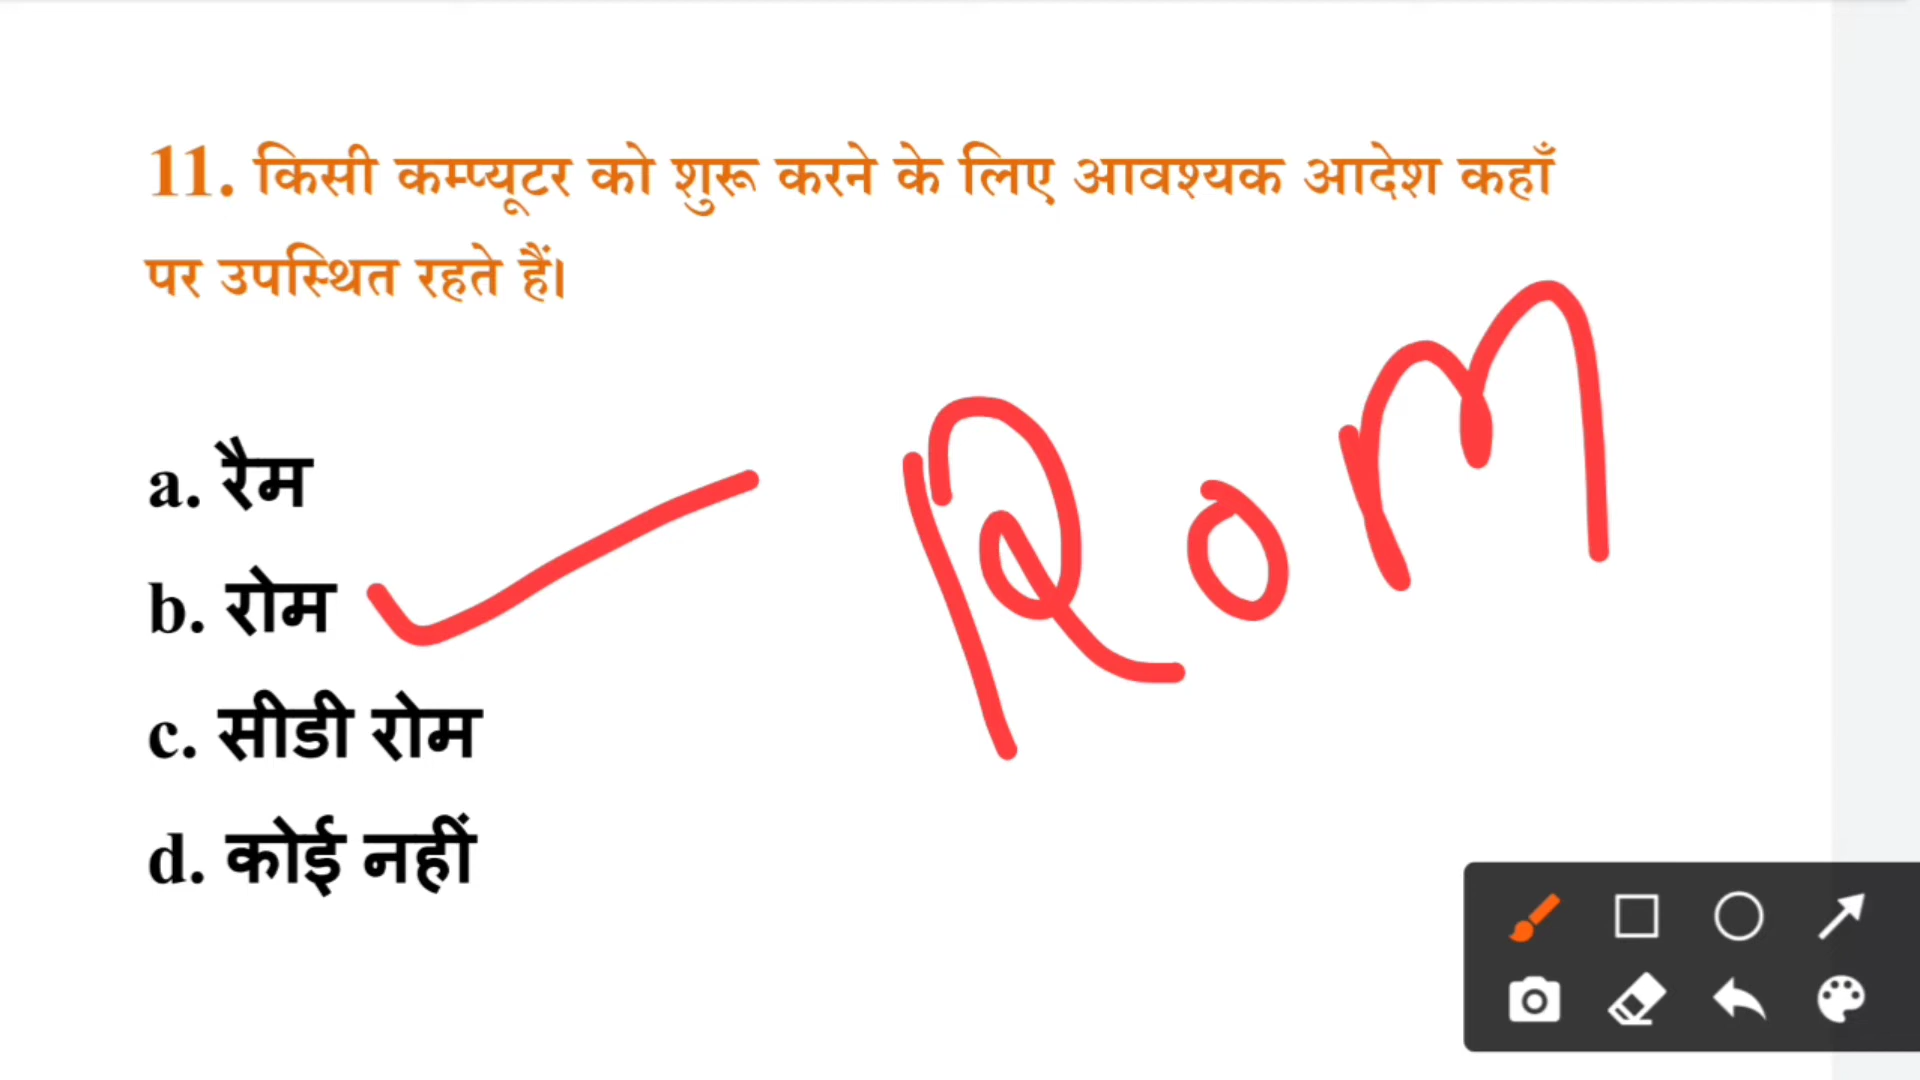 11. किसी कम्प्यूटर को शुरू करने के लिए आवश्यक आदेश कहाँ
पर उपस्थित रहते हैं।
a. रैम
b. रोम
c. सीडी रोम
d. कोई नहीं
ROM